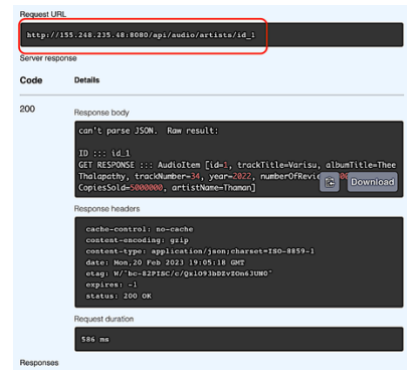 Request URL
http://155.248.235.68:8080/api/audio/artists/id_1
Server response
Code Details
200
Response body
can't parse JSON. Raw result:
ID ::: id_1
GET RESPONSE ::: AudioItem [id=1, trackTitle=Varisu, albumTitle=Thee
Thalapathy, trackNumber=34, year=2022, numberOfRevie
CopiesSold=5000000, artistName=Thaman]
Download
Response headers
cache-control: no-cache
content-encoding: gzip
content-type: application/json;charset=ISO-8859-1
date: Mon,20 Feb 2023 19:05:18 GMT
expires: -1
status: 200 OK
Request duration
586 ms
Responses